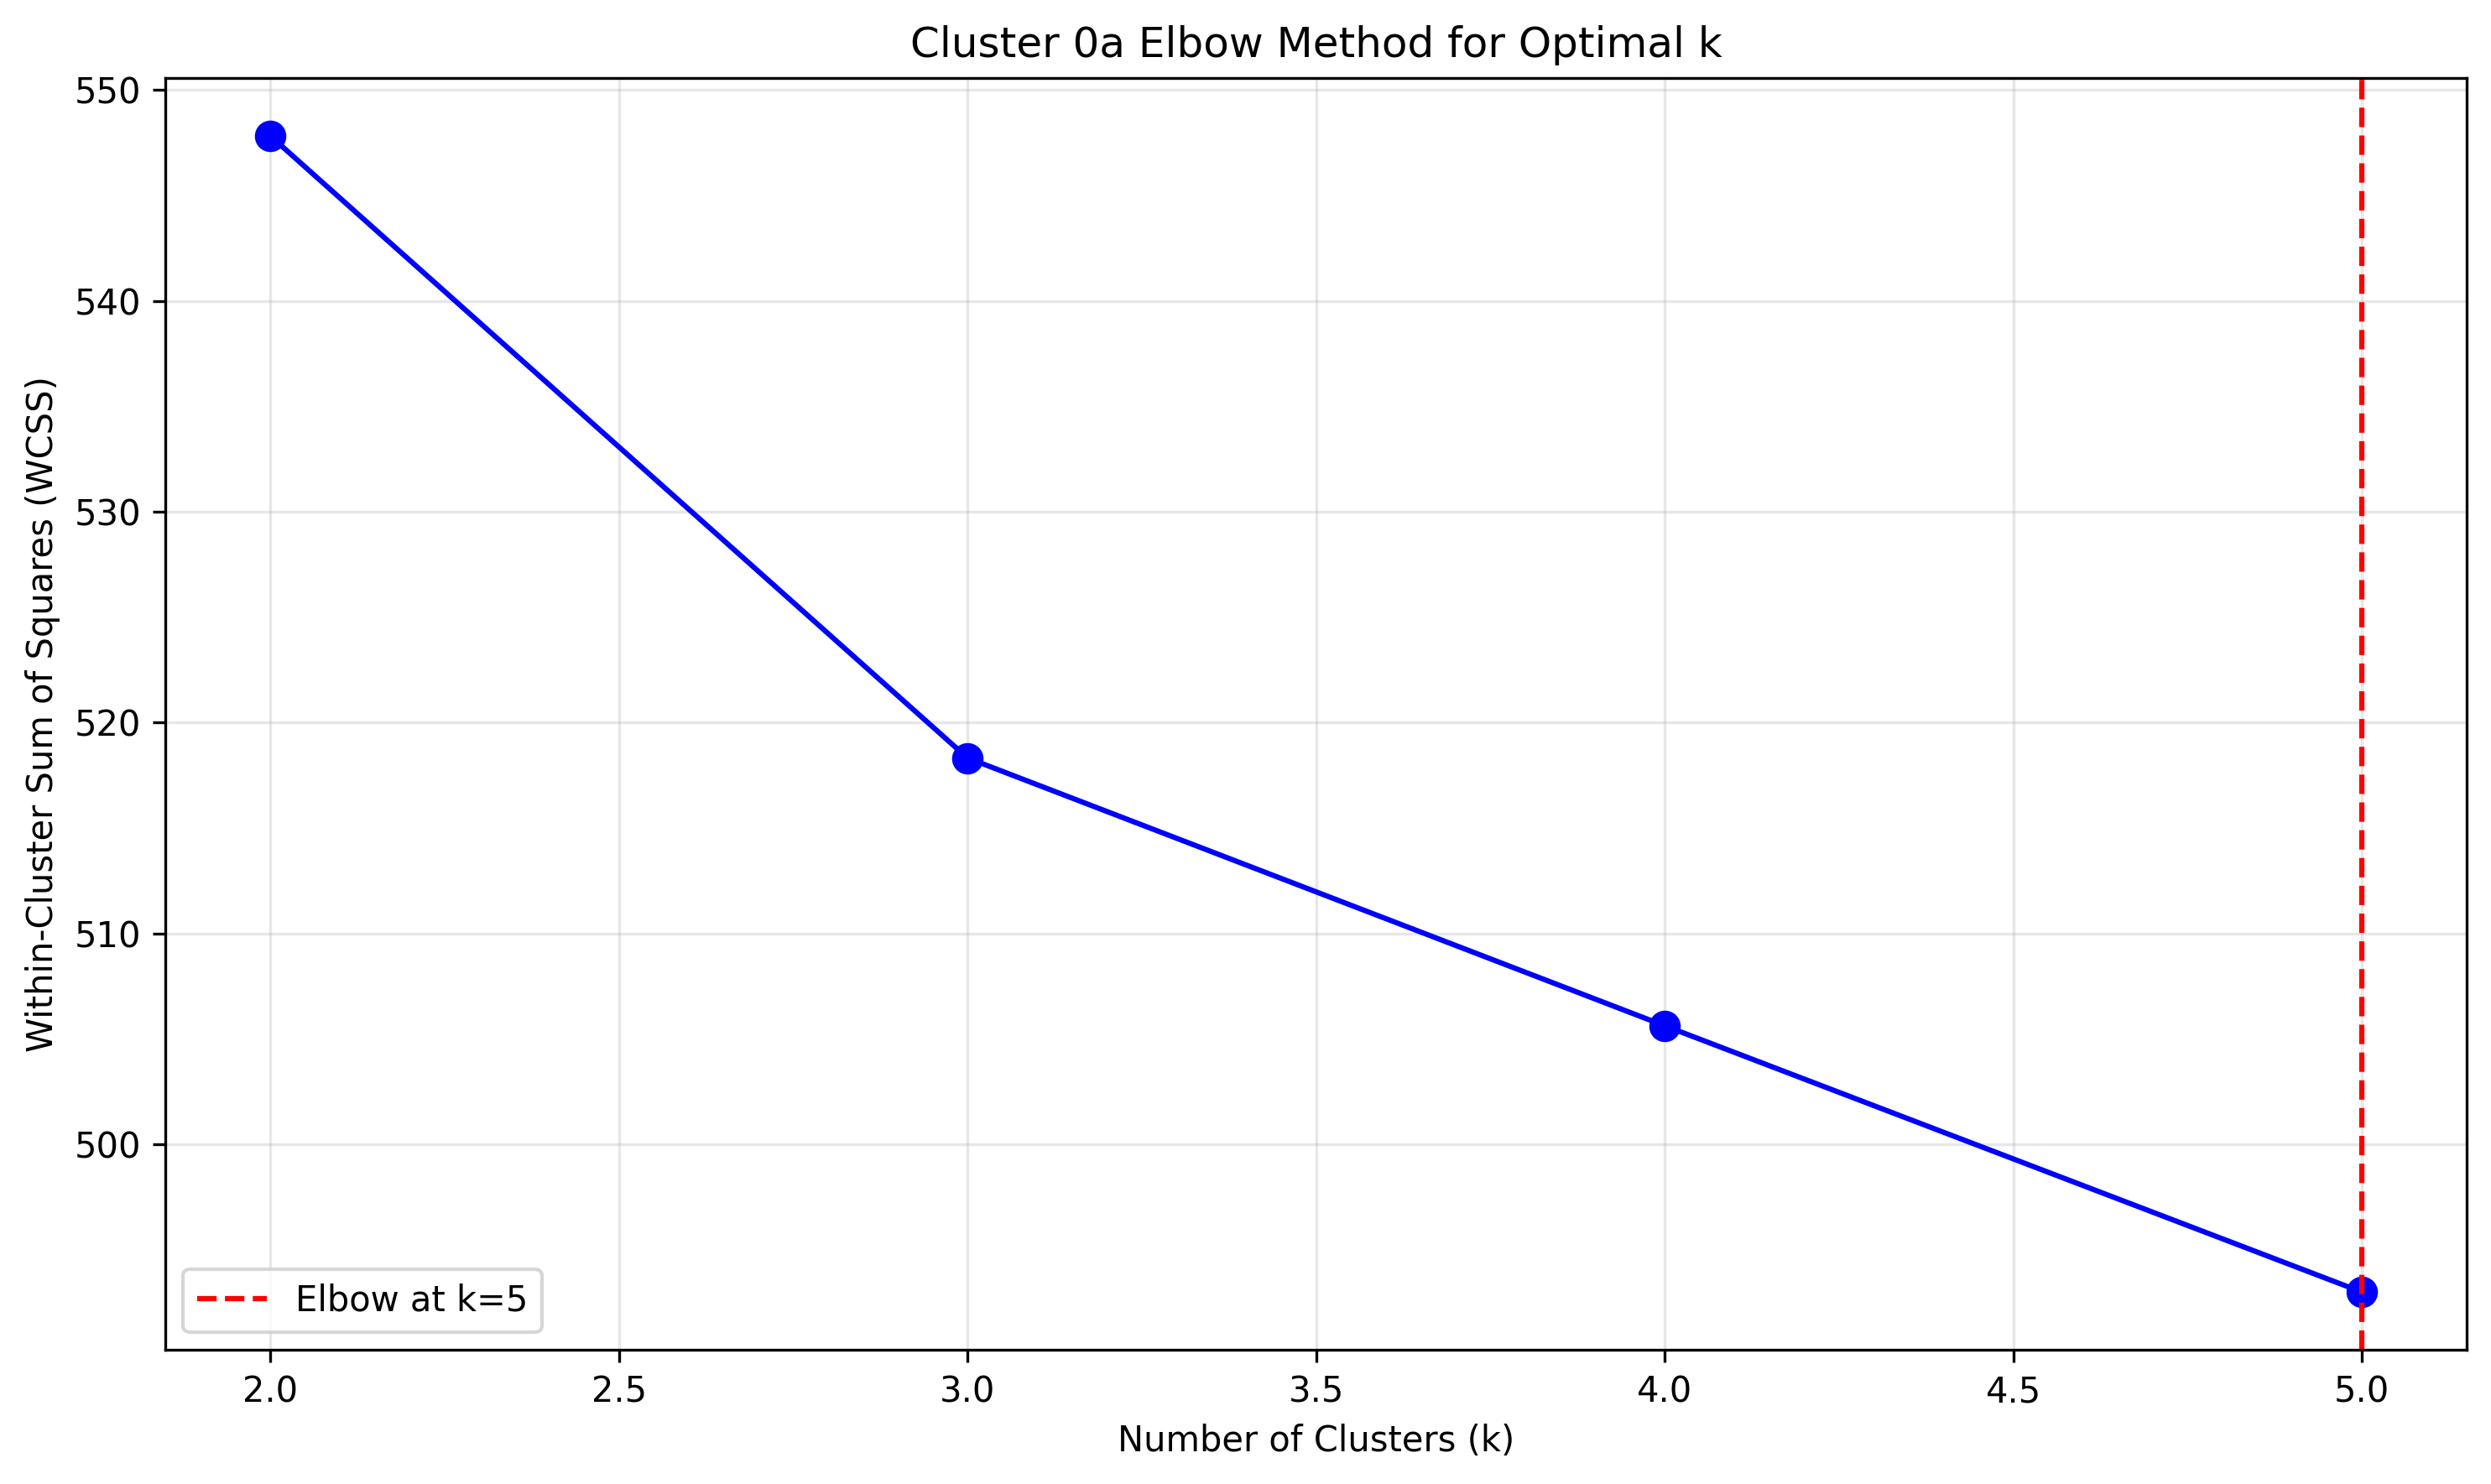 Cluster 0a Elbow Method for Optimal k
Within-Cluster Sum of Squares (WCSS)
550
540
530
520
510
500
Elbow at k=5
2.0 2.5 3.0 3.5 4.0 4.5 5.0
Number of Clusters (k)